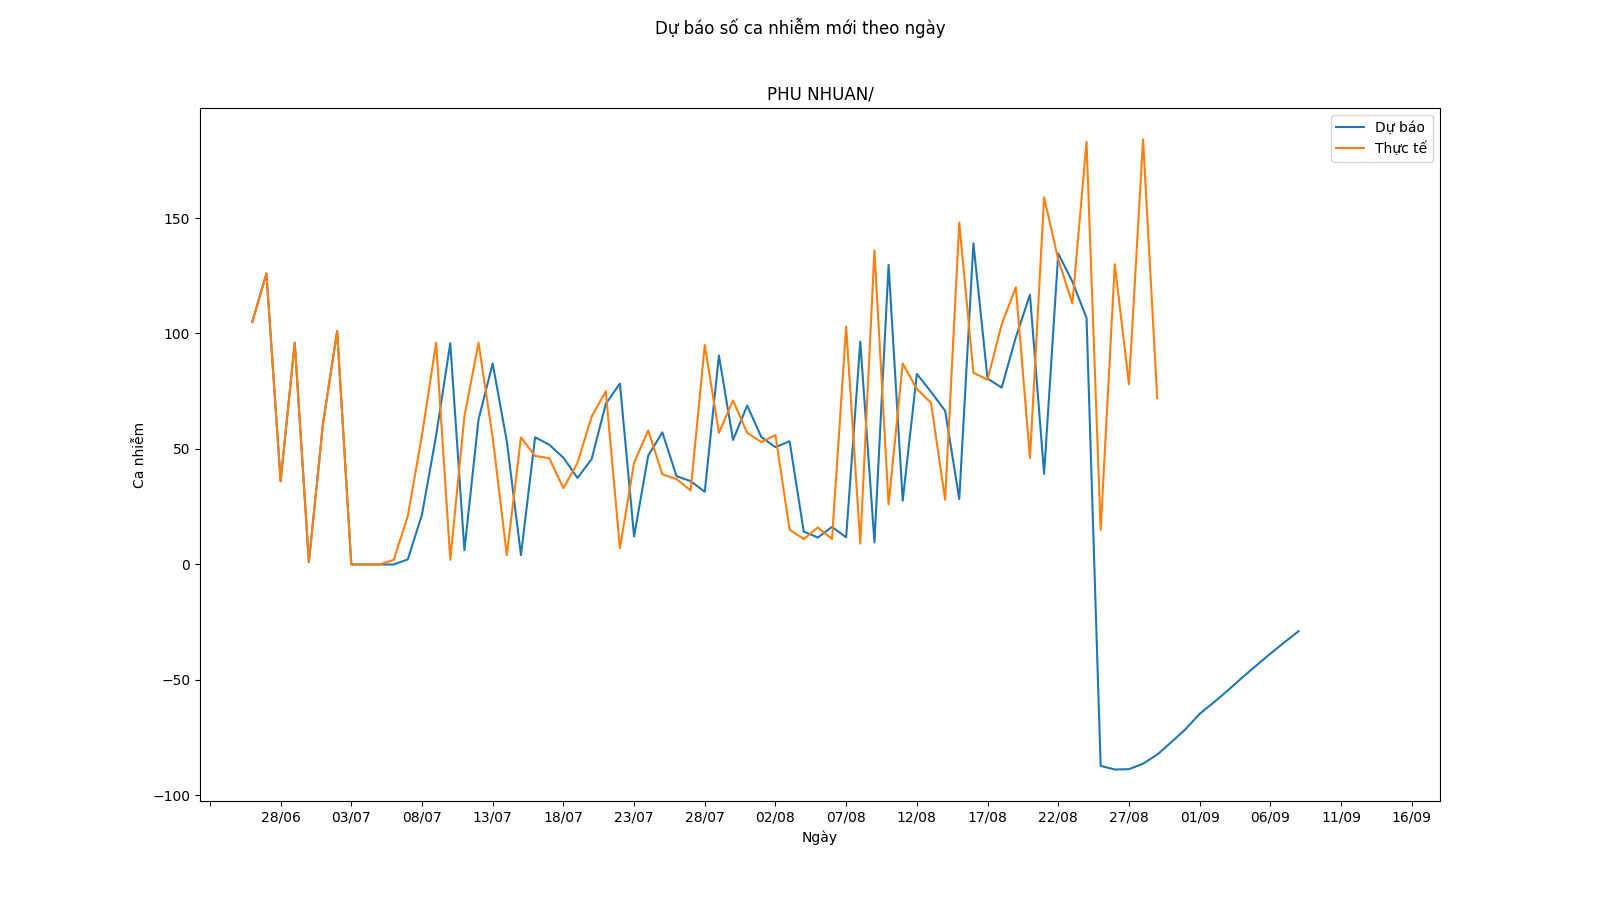 Dự báo số ca nhiễm mới theo ngày
PHU NHUAN/
Dự báo
Thực tế
150
100
50
0
−50
−100
Ca nhiễm
28/06 03/07 08/07 13/07 18/07 23/07 28/07 02/08 07/08 12/08 17/08 22/08 27/08 01/09 06/09 11/09 16/09
Ngày